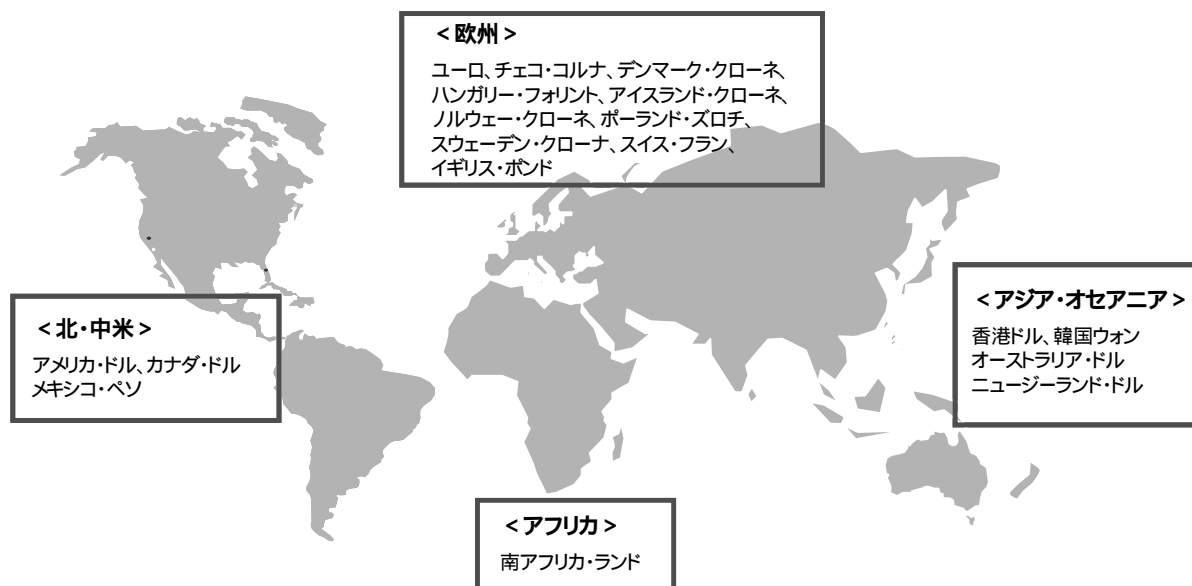 ＜欧州＞
ユーロ、チェコ・コルナ、デンマーク・クローネ、
ハンガリー・フォリント、アイスランド・クローネ、
ノルウェー・クローネ、ポーランド・ズロチ、
スウェーデン・クローナ、スイス・フラン、
イギリス・ポンド
＜北・中米＞
アメリカ・ドル、カナダ・ドル
メキシコ・ペソ
＜アジア・オセアニア＞
香港ドル、韓国ウォン
オーストラリア・ドル
ニュージーランド・ドル
＜アフリカ＞
南アフリカ・ランド